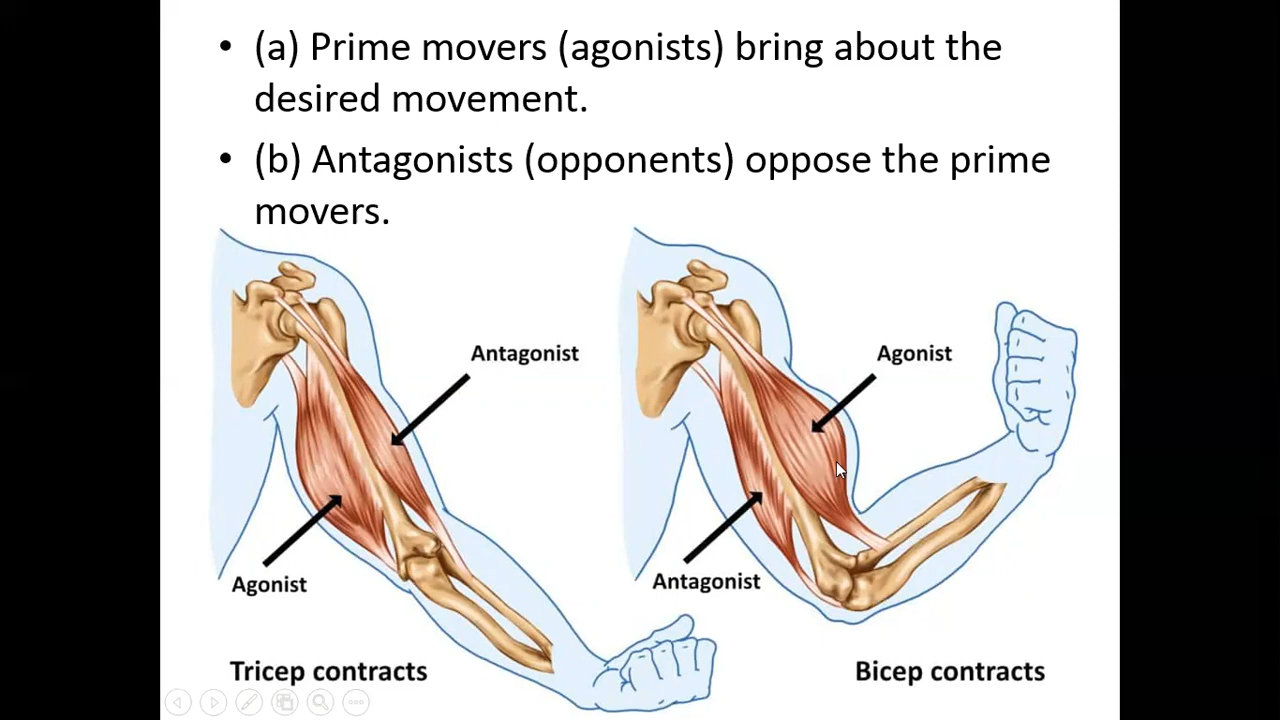 • (a) Prime movers (agonists) bring about the
desired movement.
• (b) Antagonists (opponents) oppose the prime
movers.
Antagonist
Agonist
Agonist
Antagonist
Tricep contracts
Bicep contracts